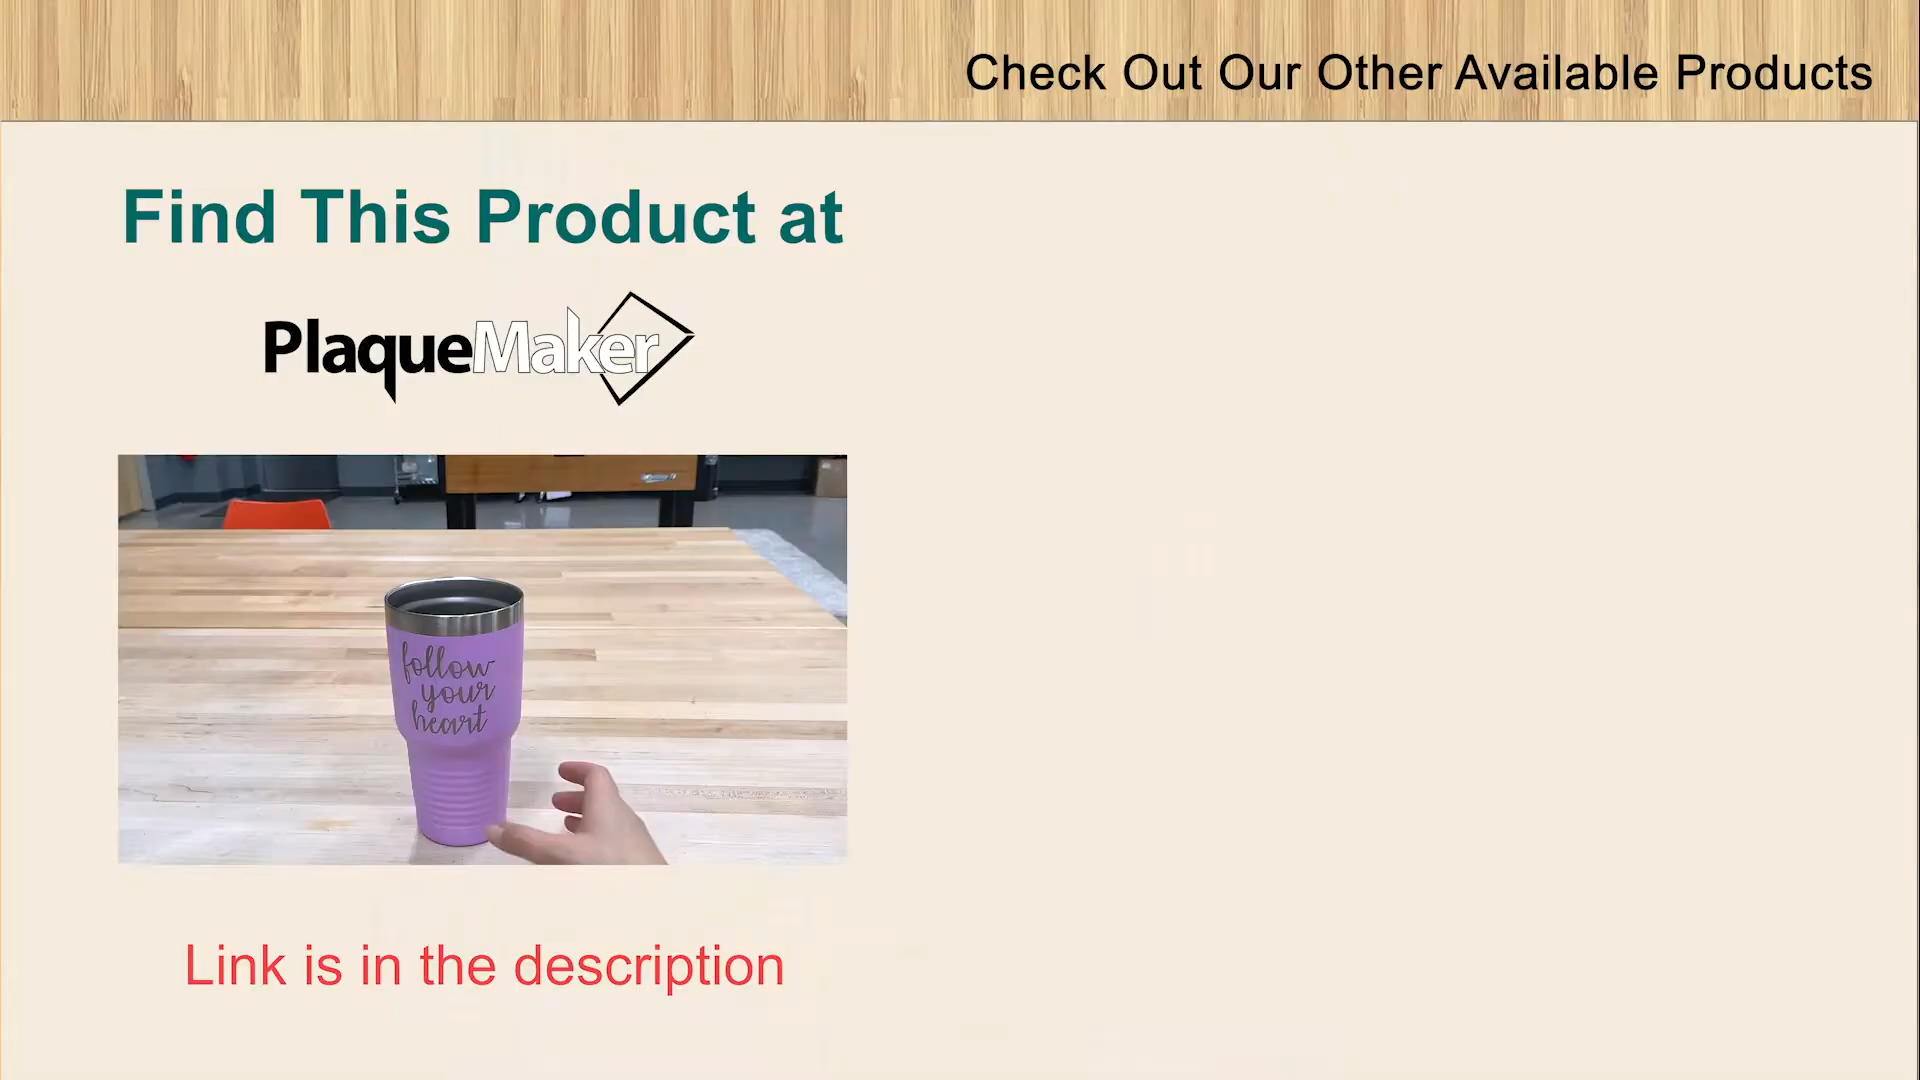 Check Out Our Other Available Products
Find This Product at
PlaqueMaker
follow
your
heart
Link is in the description